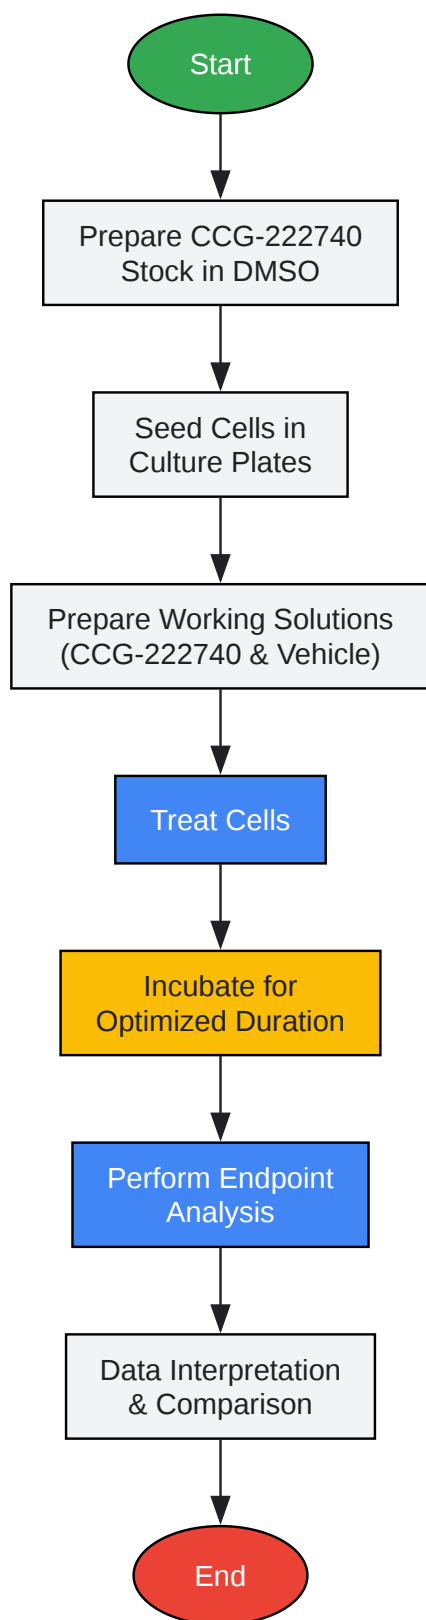 Start
Prepare CCG-222740
Stock in DMSO
Seed Cells in
Culture Plates
Prepare Working Solutions
(CCG-222740 & Vehicle)
Treat Cells
Incubate for
Optimized Duration
Perform Endpoint
Analysis
Data Interpretation
& Comparison
End